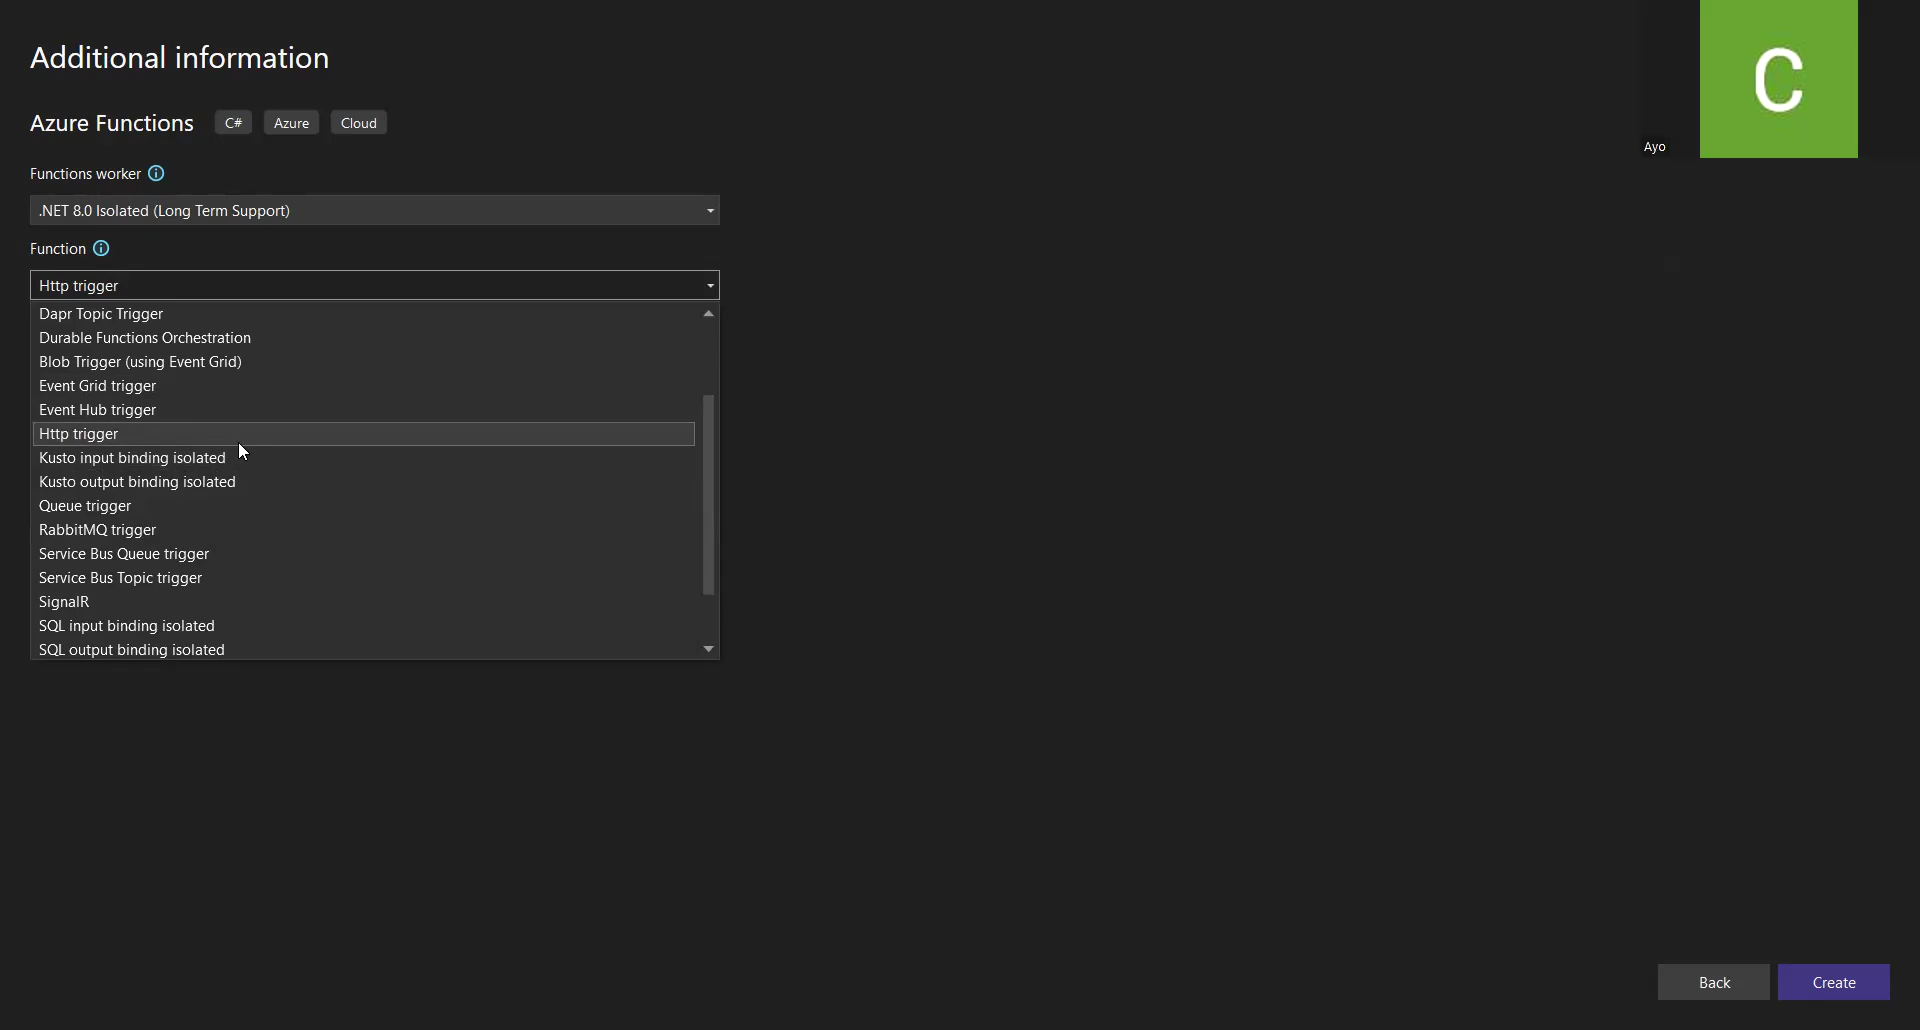 Additional information
C
Ayo
Azure Functions C# Azure Cloud
Functions worker
.NET 8.0 Isolated (Long Term Support)
Function
Http trigger
Dapr Topic Trigger
Durable Functions Orchestration
Blob Trigger (using Event Grid)
Event Grid trigger
Event Hub trigger
Http trigger
Kusto input binding isolated
Kusto output binding isolated
Queue trigger
RabbitMQ trigger
Service Bus Queue trigger
Service Bus Topic trigger
SignalR
SQL input binding isolated
SQL output binding isolated
Back Create